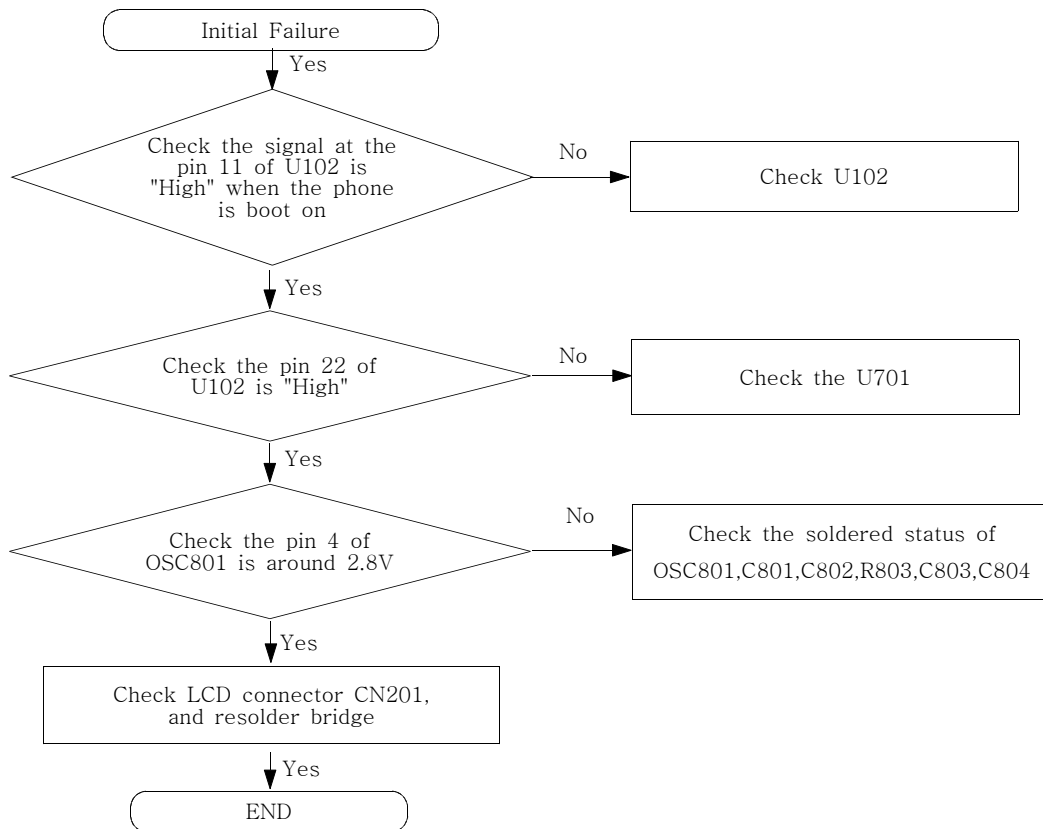 Initial Failure
Yes
Check the signal at the
pin 11 of U102 is
"High" when the phone
is boot on
No
Check U102
Yes
Check the pin 22 of
U102 is "High"
No
Check the U701
Yes
Check the pin 4 of
OSC801 is around 2.8V
No
Check the soldered status of
OSC801,C801,C802,R803,C803,C804
Yes
Check LCD connector CN201,
and resolder bridge
Yes
END